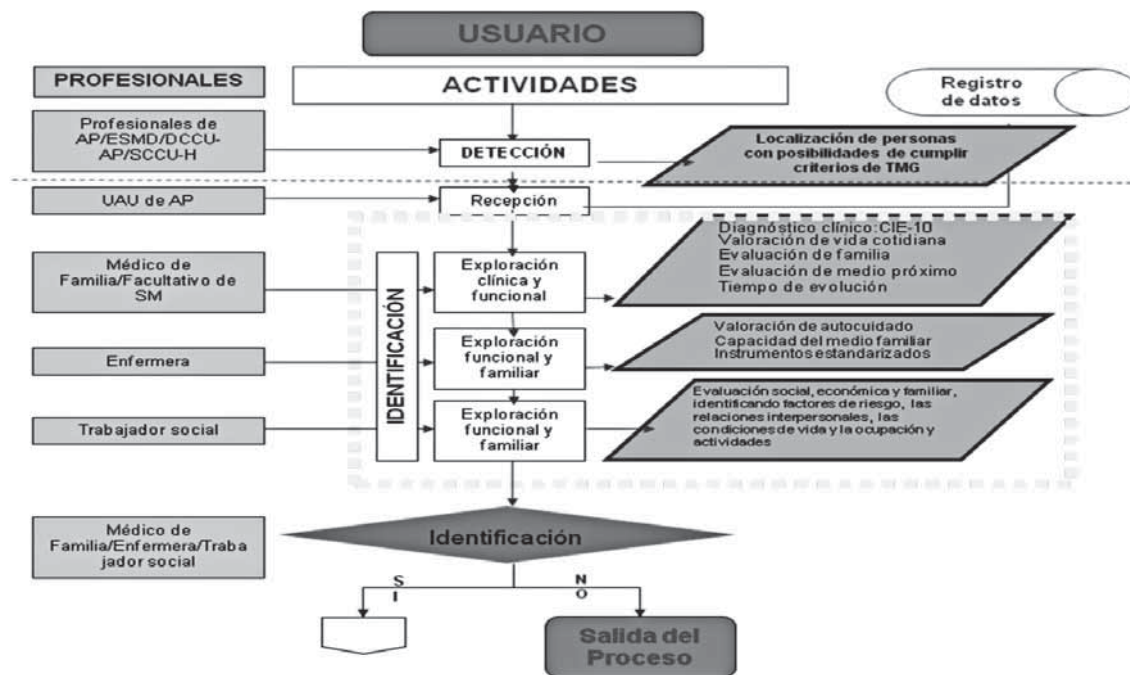 USUARIO
PROFESIONALES
ACTIVIDADES
Registro
de datos
Profesionales de
AP/ESMD/DCCU-
AP/SCCU-H
DETECCIÓN
Localización de personas
con posibilidades de cumplir
criterios de TMG
UAU de AP
Recepción
Médico de
Familia/Facultativo de
SM
IDENTIFICACIÓN
Exploración
clínica y
funcional
Diagnóstico clínico:CIE-10
Valoración de vida cotidiana
Evaluación de familia
Evaluación de medio próximo
Tiempo de evolución
Enfermera
Exploración
funcional y
familiar
Valoración de autocuidado
Capacidad del medio familiar
Instrumentos estandarizados
Trabajador social
Exploración
funcional y
familiar
Evaluación social, económica y familiar,
identificando factores de riesgo, las
relaciones interpersonales, las
condiciones de vida y la ocupación y
actividades
Médico de
Familia/Enfermera/Traba
jador social
Identificación
SI
NO
Salida del
Proceso